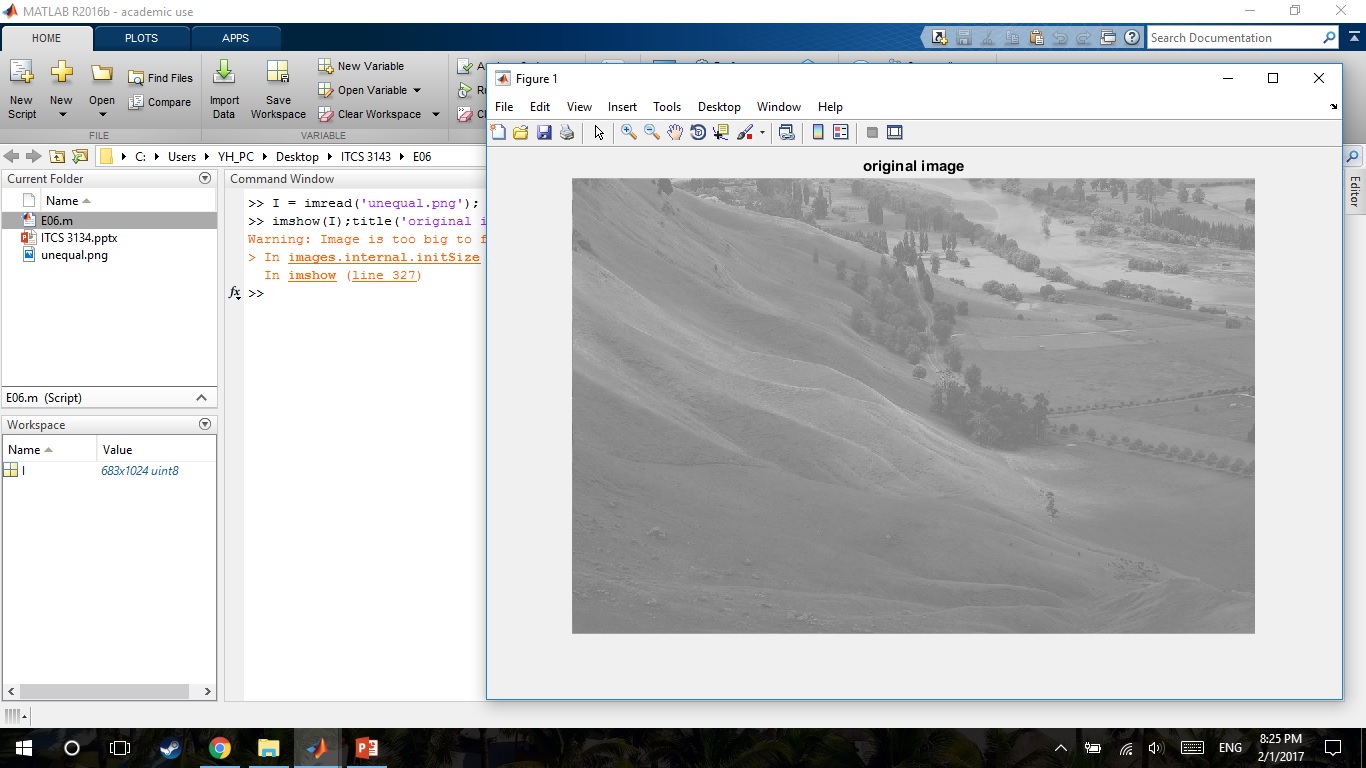 MATLAB R2016b - academic use
HOME PLOTS APPS
Search Documentation
New Script
New
Open
Find Files
Compare
Import Data
Save Workspace
New Variable
Open Variable
Clear Workspace
FILE
VARIABLE
C: Users YH_PC Desktop ITCS 3143 E06
Current Folder
Name
E06.m
ITCS 3134.pptx
unequal.png
E06.m (Script)
Workspace
Name Value
I 683x1024 uint8
Command Window
>> I = imread('unequal.png');
>> imshow(I);title('original i
Warning: Image is too big to f
> In images.internal.initSize
In imshow (line 327)
fx >>
Figure 1
File Edit View Insert Tools Desktop Window Help
original image
Editor
ENG
8:25 PM
2/1/2017